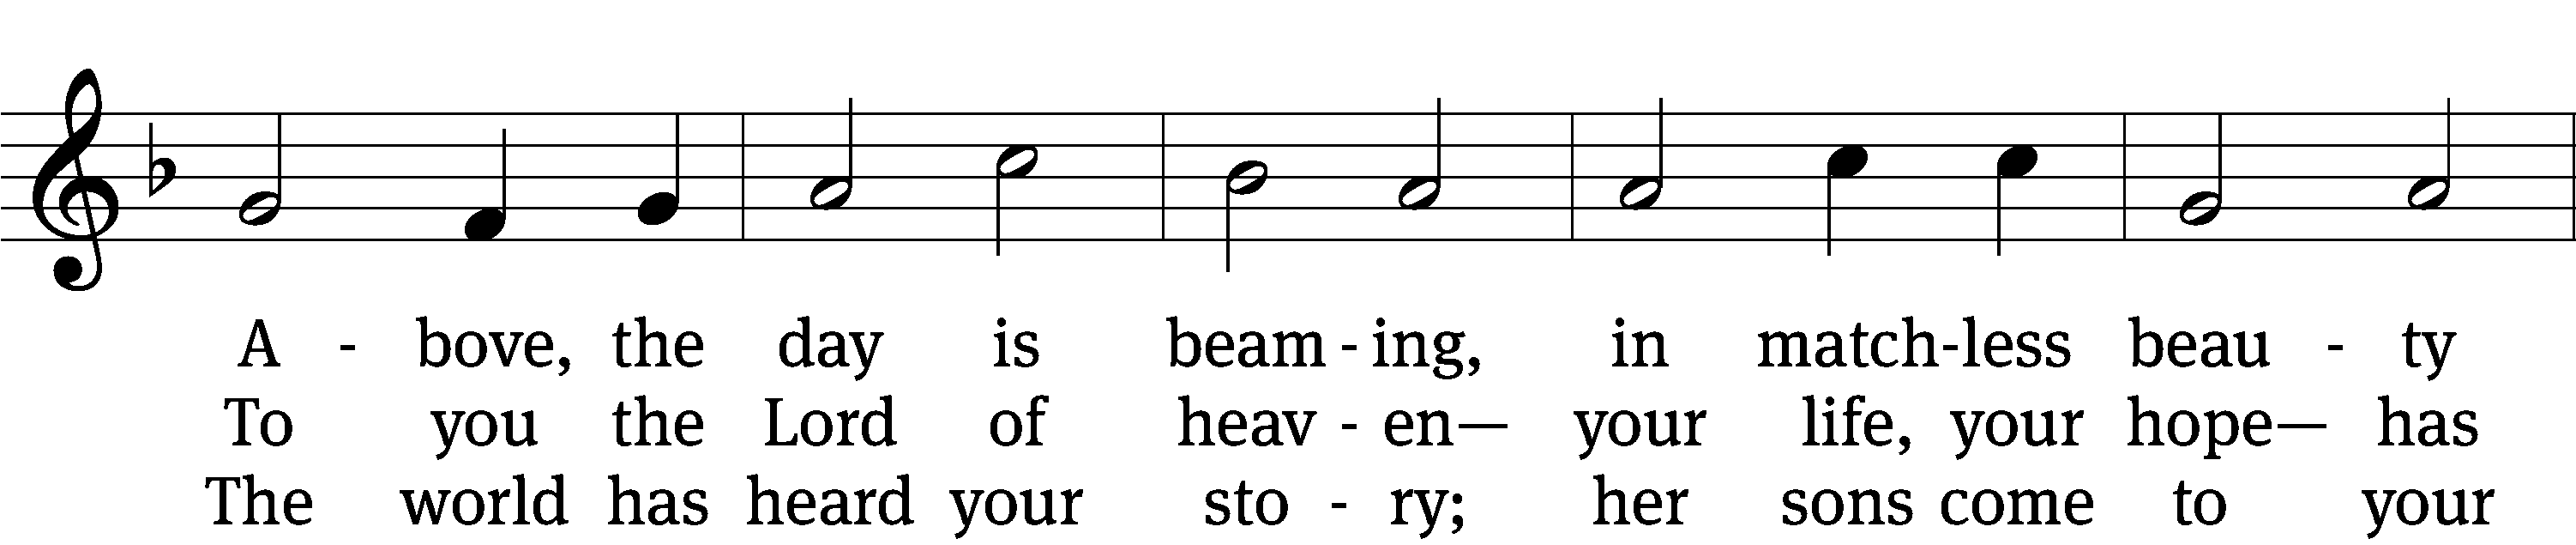 A - bove, the day is beam - ing, in match-less beau - ty
To you the Lord of heav - en— your life, your hope— has
The world has heard your sto - ry; her sons come to your